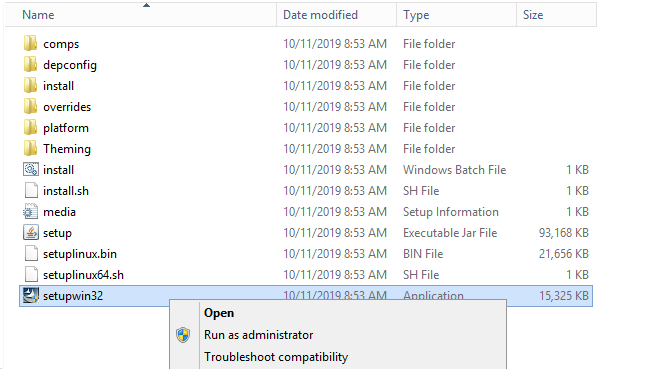 Name Date modified Type Size
comps 10/11/2019 8:53 AM File folder
depconfig 10/11/2019 8:53 AM File folder
install 10/11/2019 8:53 AM File folder
overrides 10/11/2019 8:53 AM File folder
platform 10/11/2019 8:53 AM File folder
Theming 10/11/2019 8:53 AM File folder
install 10/11/2019 8:53 AM Windows Batch File 1 KB
install.sh 10/11/2019 8:53 AM SH File 1 KB
media 10/11/2019 8:53 AM Setup Information 1 KB
setup 10/11/2019 8:53 AM Executable Jar File 93,168 KB
setuplinux.bin 10/11/2019 8:53 AM BIN File 21,656 KB
setuplinux64.sh 10/11/2019 8:53 AM SH File 1 KB
setupwin32 10/11/2019 8:53 AM Application 15,325 KB
Open
Run as administrator
Troubleshoot compatibility